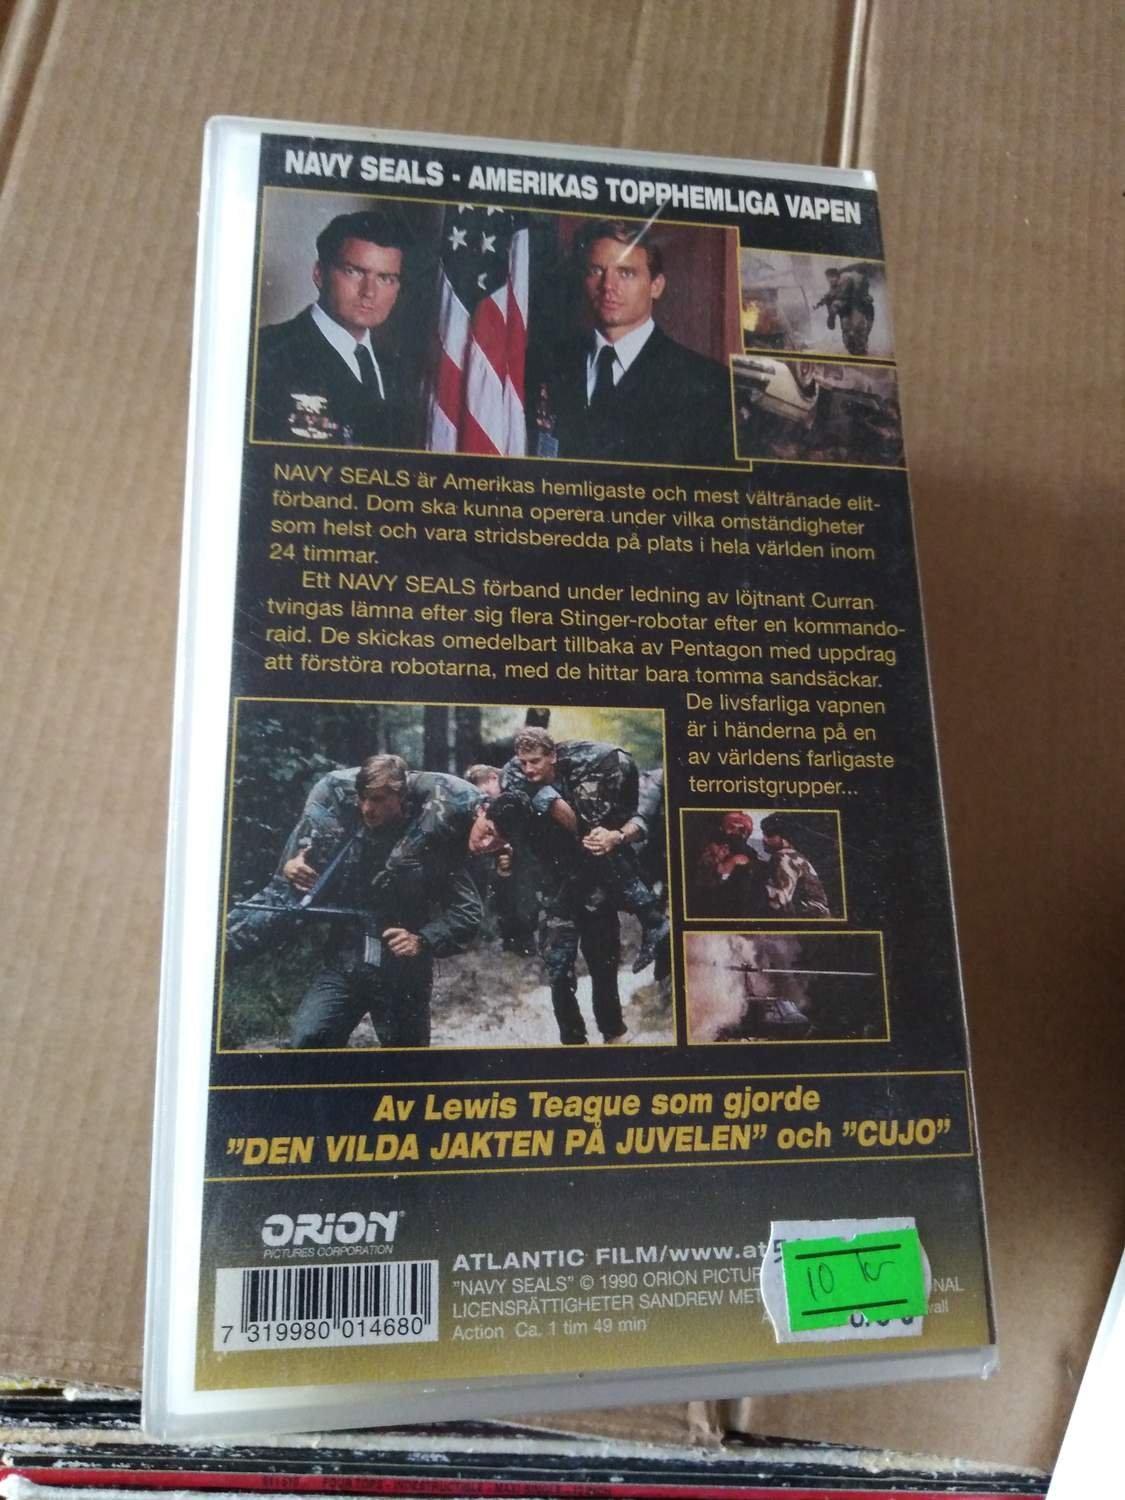 NAVY SEALS - AMERIKAS TOPPHEMLIGA VAPEN
NAVY SEALS är Amerikas hemligaste och mest vältränade elit-
förband. Dom ska kunna operera under vilka omständigheter
som helst och vara stridsberedda på plats i hela världen inom
24 timmar.
Ett NAVY SEALS förband under ledning av löjtnant Curran
tvingas lämna efter sig flera Stinger-robotar efter en kommando-
raid. De skickas omedelbart tillbaka av Pentagon med uppdrag
att förstöra robotarna, med de hittar bara tomma sandsäckar.
De livsfarliga vapnen
är i händerna på en
av världens farligaste
terroristgrupper...
Av Lewis Teague som gjorde
"DEN VILDA JAKTEN PÅ JUVELEN" och "CUJO"
ORION®
PICTURES CORPORATION
ATLANTIC FILM/www.at
"NAVY SEALS" © 1990 ORION PICTUR
LICENSRÄTTIGHETER SANDREW MET
Action Ca. 1 tim 49 min
10 kr
7 319980 014680
FOUR TOPS - INDESTRUCTIBLE - MAXI SINGLE